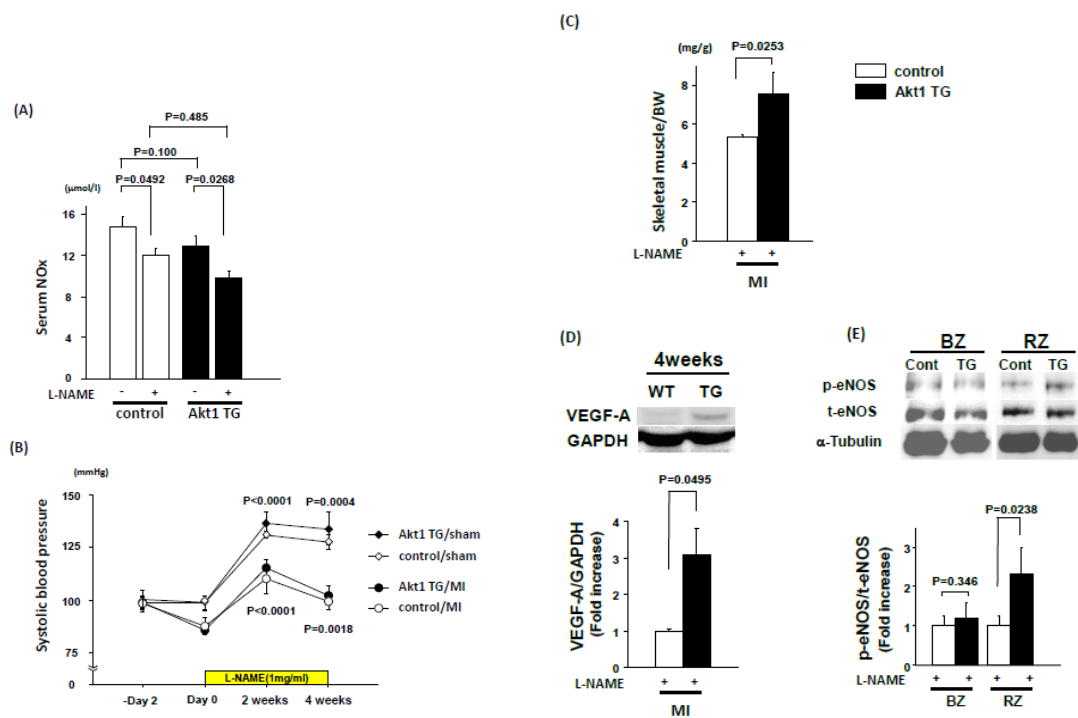 (A)
P=0.485
P=0.100
(μmol/l)
P=0.0492
P=0.0268
16
12
8
4
0
Serum NOx
L-NAME
- + - +
control
Akt1 TG
(B)
(mmHg)
150
125
100
75
0
Systolic blood pressure
P<0.0001
P=0.0004
P<0.0001
P=0.0018
Akt1 TG/sham
control/sham
Akt1 TG/MI
control/MI
L-NAME(1mg/ml)
-Day 2
Day 0
2 weeks
4 weeks
(C)
(mg/g)
P=0.0253
8
6
4
2
0
Skeletal muscle/BW
L-NAME
+ +
MI
control
Akt1 TG
(D)
4weeks
WT
TG
VEGF-A
GAPDH
P=0.0495
4
3
2
1
0
VEGF-A/GAPDH
(Fold increase)
L-NAME
+ +
MI
(E)
BZ
RZ
Cont
TG
Cont
TG
p-eNOS
t-eNOS
α-Tubulin
P=0.0238
P=0.346
3
2
1
0
p-eNOS/t-eNOS
(Fold increase)
L-NAME
+ + + +
BZ
RZ